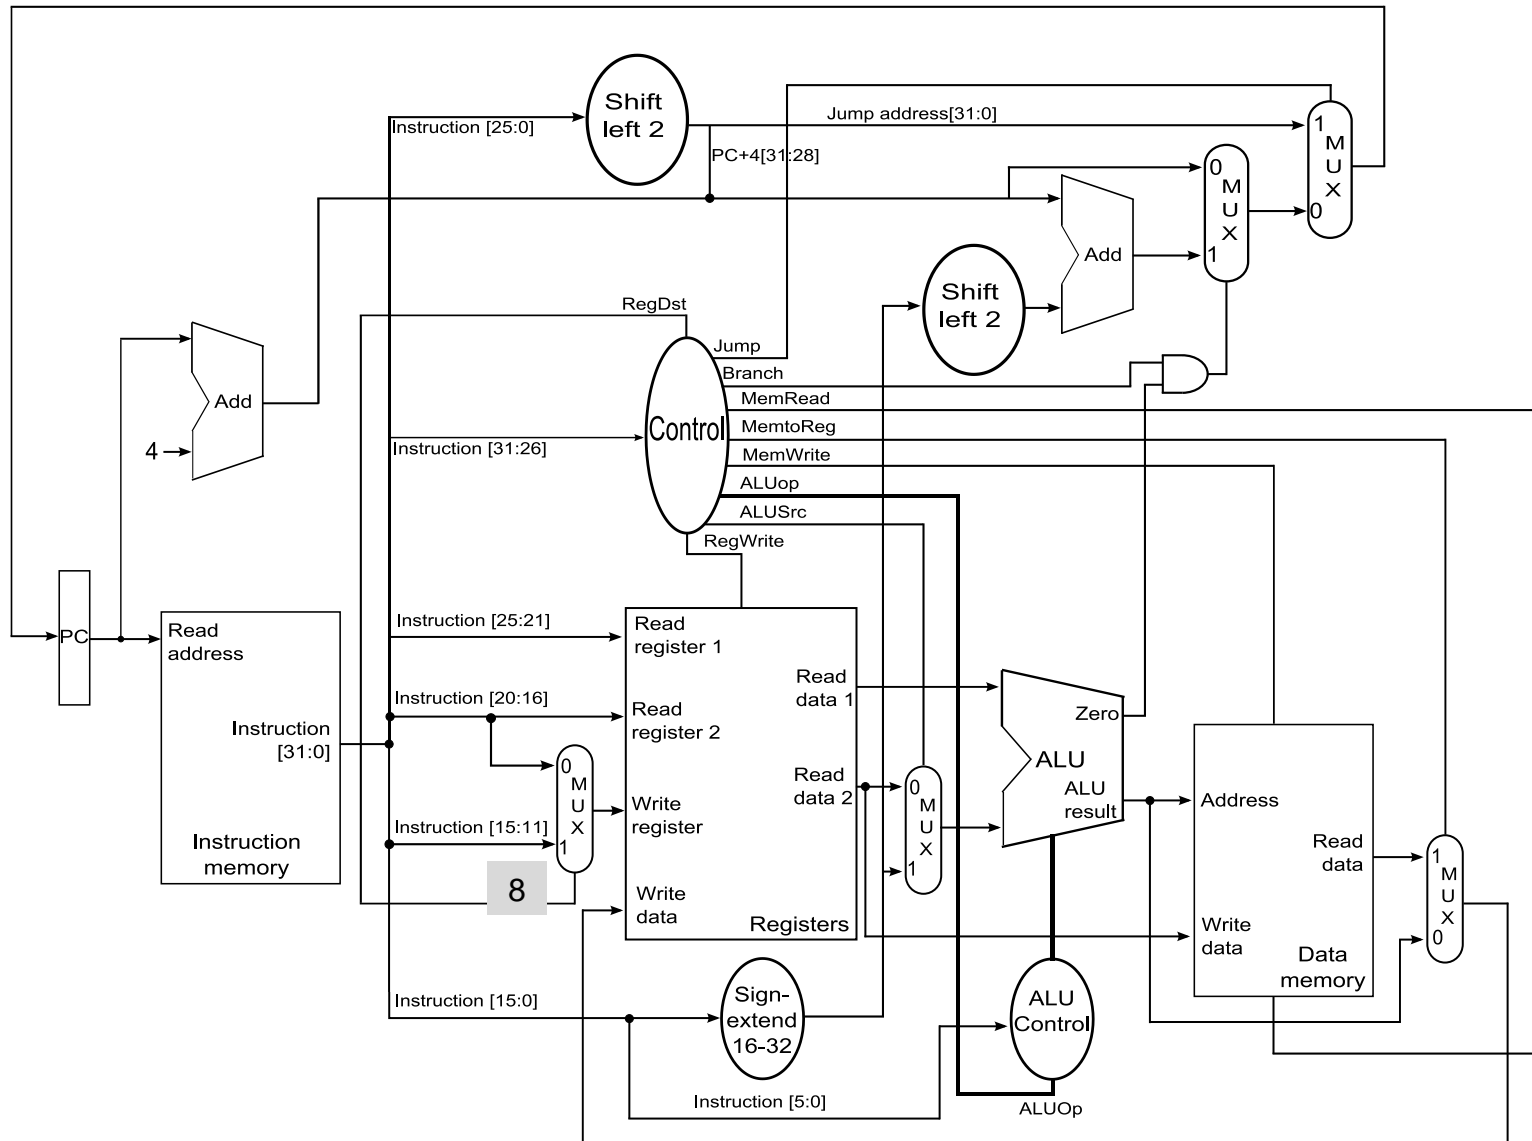 Shift
left 2
Instruction [25:0]
Jump address[31:0]
PC+4[31:28]
1
M
U
X
0
0
M
U
X
1
Add
Shift
left 2
RegDst
Jump
Branch
MemRead
MemtoReg
MemWrite
ALUop
ALUSrc
RegWrite
Control
Instruction [31:26]
Add
4
PC
Read
address
Instruction
[31:0]
Instruction
memory
Instruction [25:21]
Instruction [20:16]
Instruction [15:11]
0
M
U
X
1
8
Read
register 1
Read
register 2
Write
register
Write
data
Read
data 1
Read
data 2
Registers
0
M
U
X
1
Zero
ALU
ALU
result
Address
Read
data
Write
data
Data
memory
1
M
U
X
0
Instruction [15:0]
Sign-
extend
16-32
ALU
Control
Instruction [5:0]
ALUOp